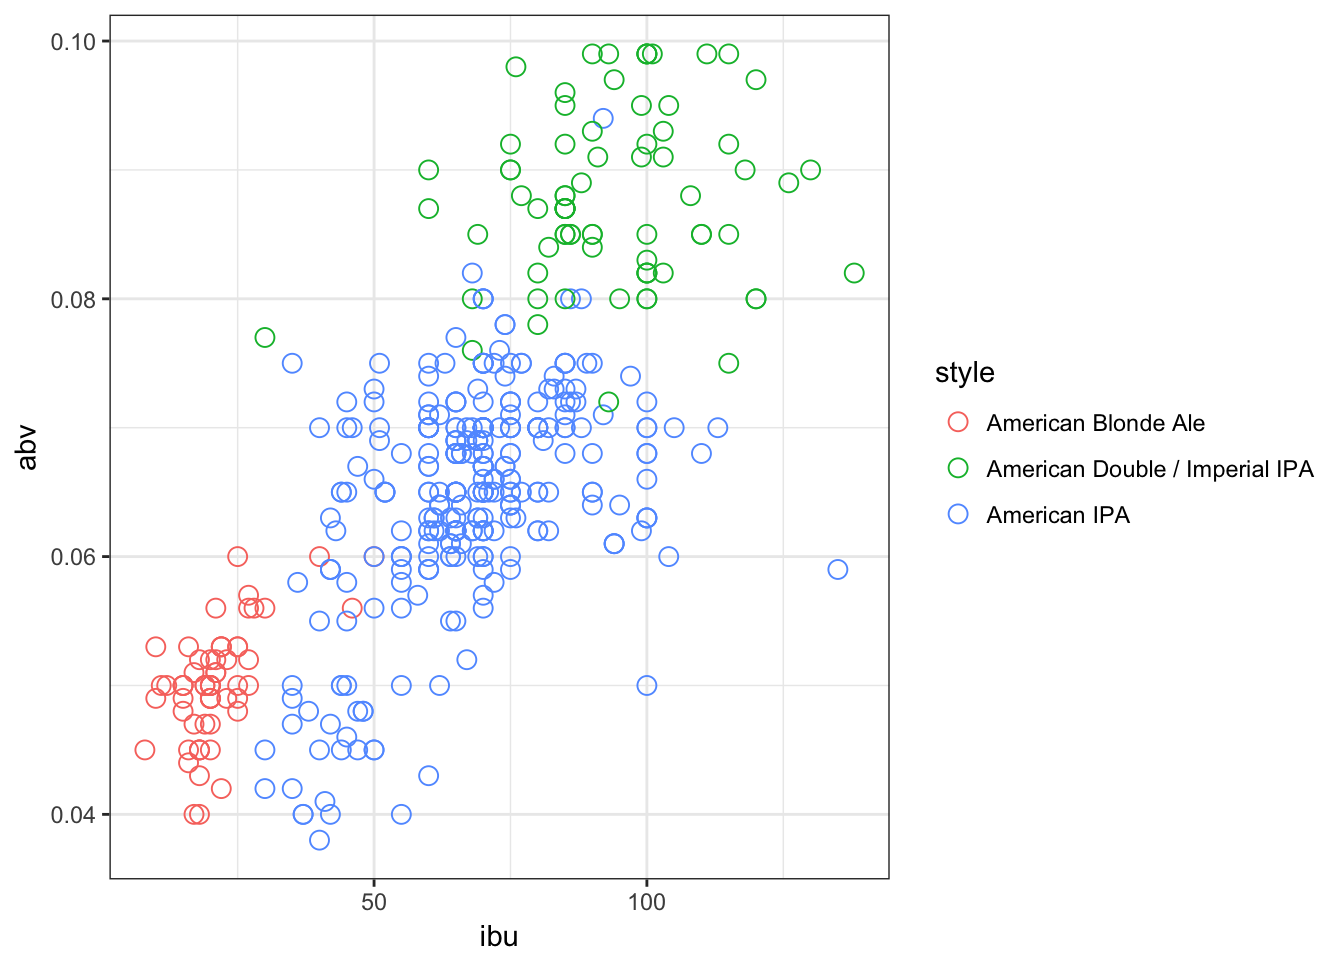 0.10
0.08
0.06
0.04
abv
50
100
ibu
style
American Blonde Ale
American Double / Imperial IPA
American IPA